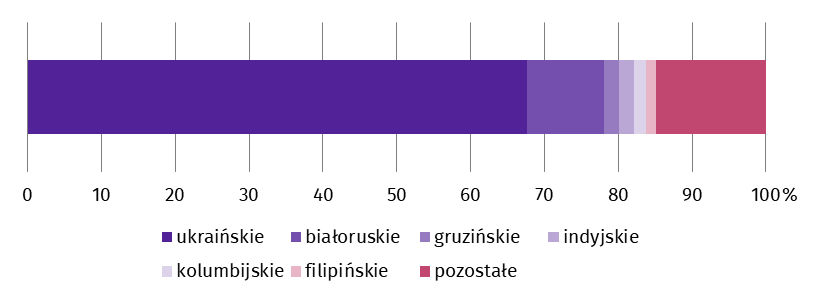 0 10 20 30 40 50 60 70 80 90 100%
ukraińskie białoruskie gruzińskie indyjskie
kolumbijskie filipińskie pozostałe